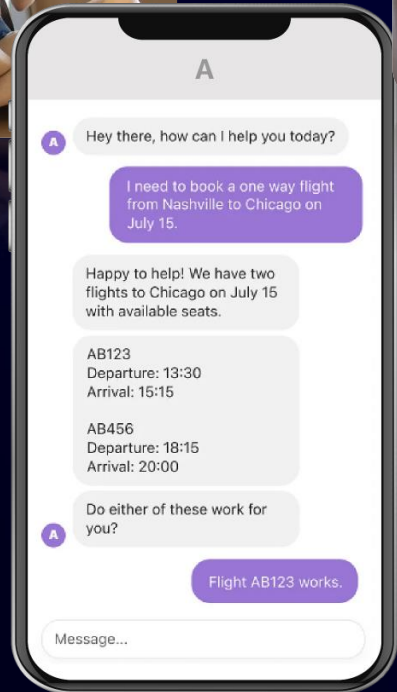 A
A
Hey there, how can I help you today?
I need to book a one way flight
from Nashville to Chicago on
July 15.
Happy to help! We have two
flights to Chicago on July 15
with available seats.
AB123
Departure: 13:30
Arrival: 15:15
AB456
Departure: 18:15
Arrival: 20:00
Do either of these work for
you?
A
Flight AB123 works.
Message...